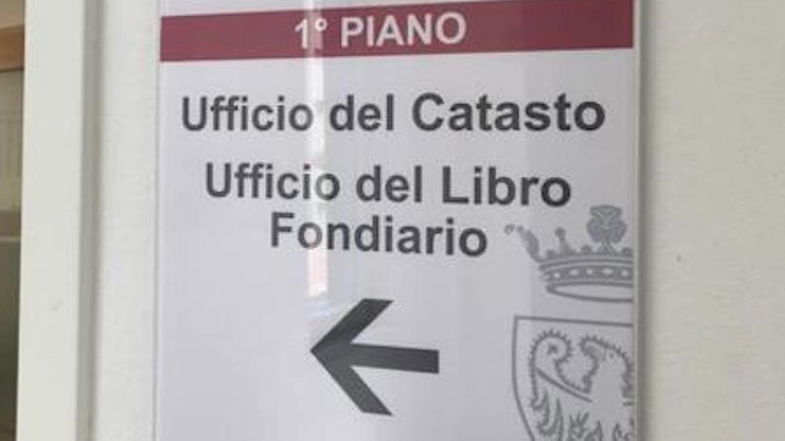 1° PIANO
Ufficio del Catasto
Ufficio del Libro
Fondiario